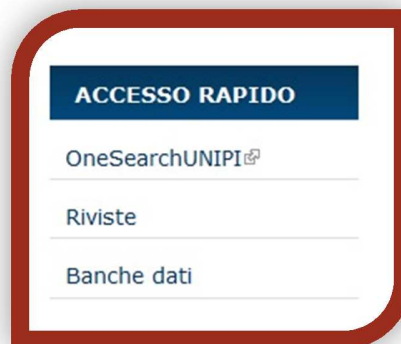 ACCESSO RAPIDO
OneSearchUNIPI
Riviste
Banche dati